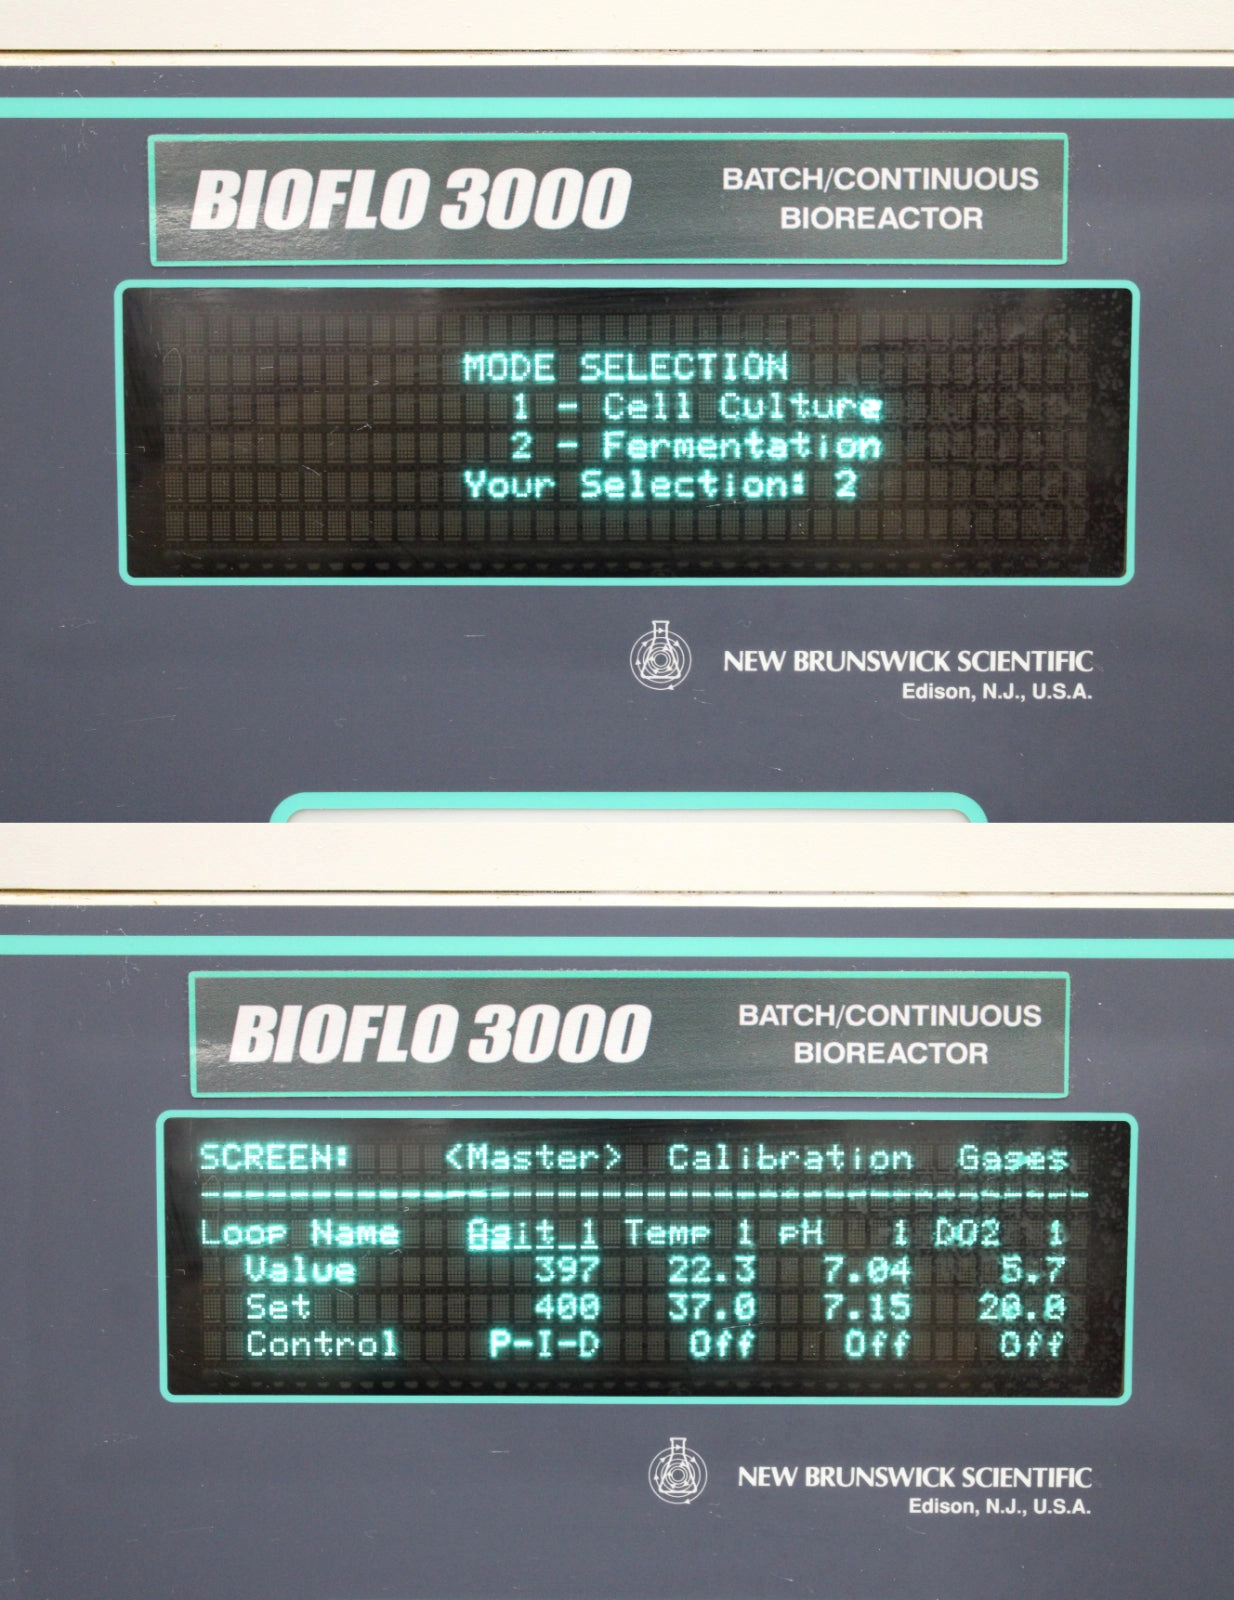 BIOFLO 3000
BATCH/CONTINUOUS
BIOREACTOR
MODE SELECTION
1 - Cell Culture
2 - Fermentation
Your Selection: 2
NEW BRUNSWICK SCIENTIFIC
Edison, N.J., U.S.A.
BIOFLO 3000
BATCH/CONTINUOUS
BIOREACTOR
SCREEN: <Master> Calibration Gases
Loop Name Agit 1 Temp 1 pH 1 DO2 1
Value 397 22.3 7.04 5.7
Set 400 37.0 7.15 20.0
Control P-I-D Off Off Off
NEW BRUNSWICK SCIENTIFIC
Edison, N.J., U.S.A.